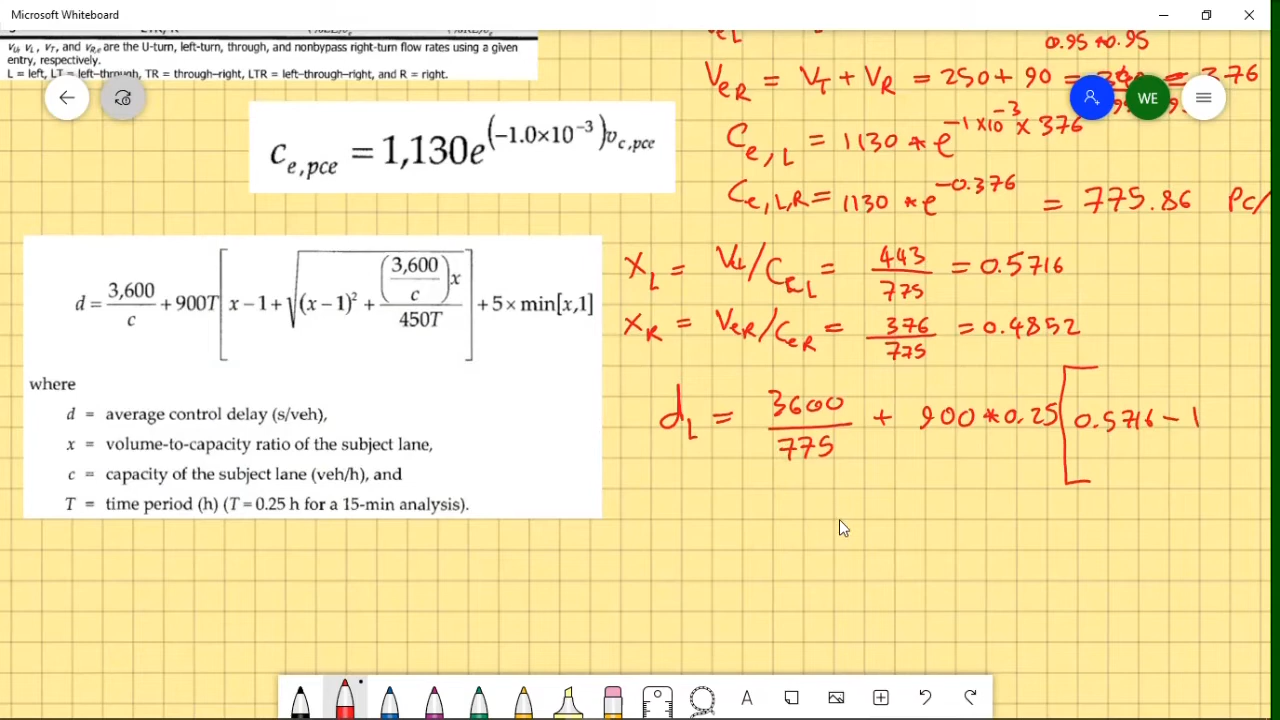 Microsoft Whiteboard
vU, vL, vT, and vR,e are the U-turn, left-turn, through, and nonbypass right-turn flow rates using a given
entry, respectively.
L = left, LT = left-through, TR = through-right, LTR = left-through-right, and R = right.
WE
c_e,pce = 1,130e^(−1.0×10^−3)v_c,pce
d = 3,600/c + 900T [x − 1 + √((x − 1)² + (3,600/c)x/450T)] + 5 × min[x,1]
where
d = average control delay (s/veh),
x = volume-to-capacity ratio of the subject lane,
c = capacity of the subject lane (veh/h), and
T = time period (h) (T = 0.25 h for a 15-min analysis).
0.95 * 0.95
VeR = VT + VR = 250 + 90 = 376
Ce,L = 1130 * e^−1×10^−3 × 376
Ce,L,R = 1130 * e^−0.376 = 775.86 Pc/
XL = /CeL = 443/775 = 0.5716
XR = VeR/CeR = 376/775 = 0.4852
dL = 3600/775 + 900*0.25 [0.5716 − 1
A